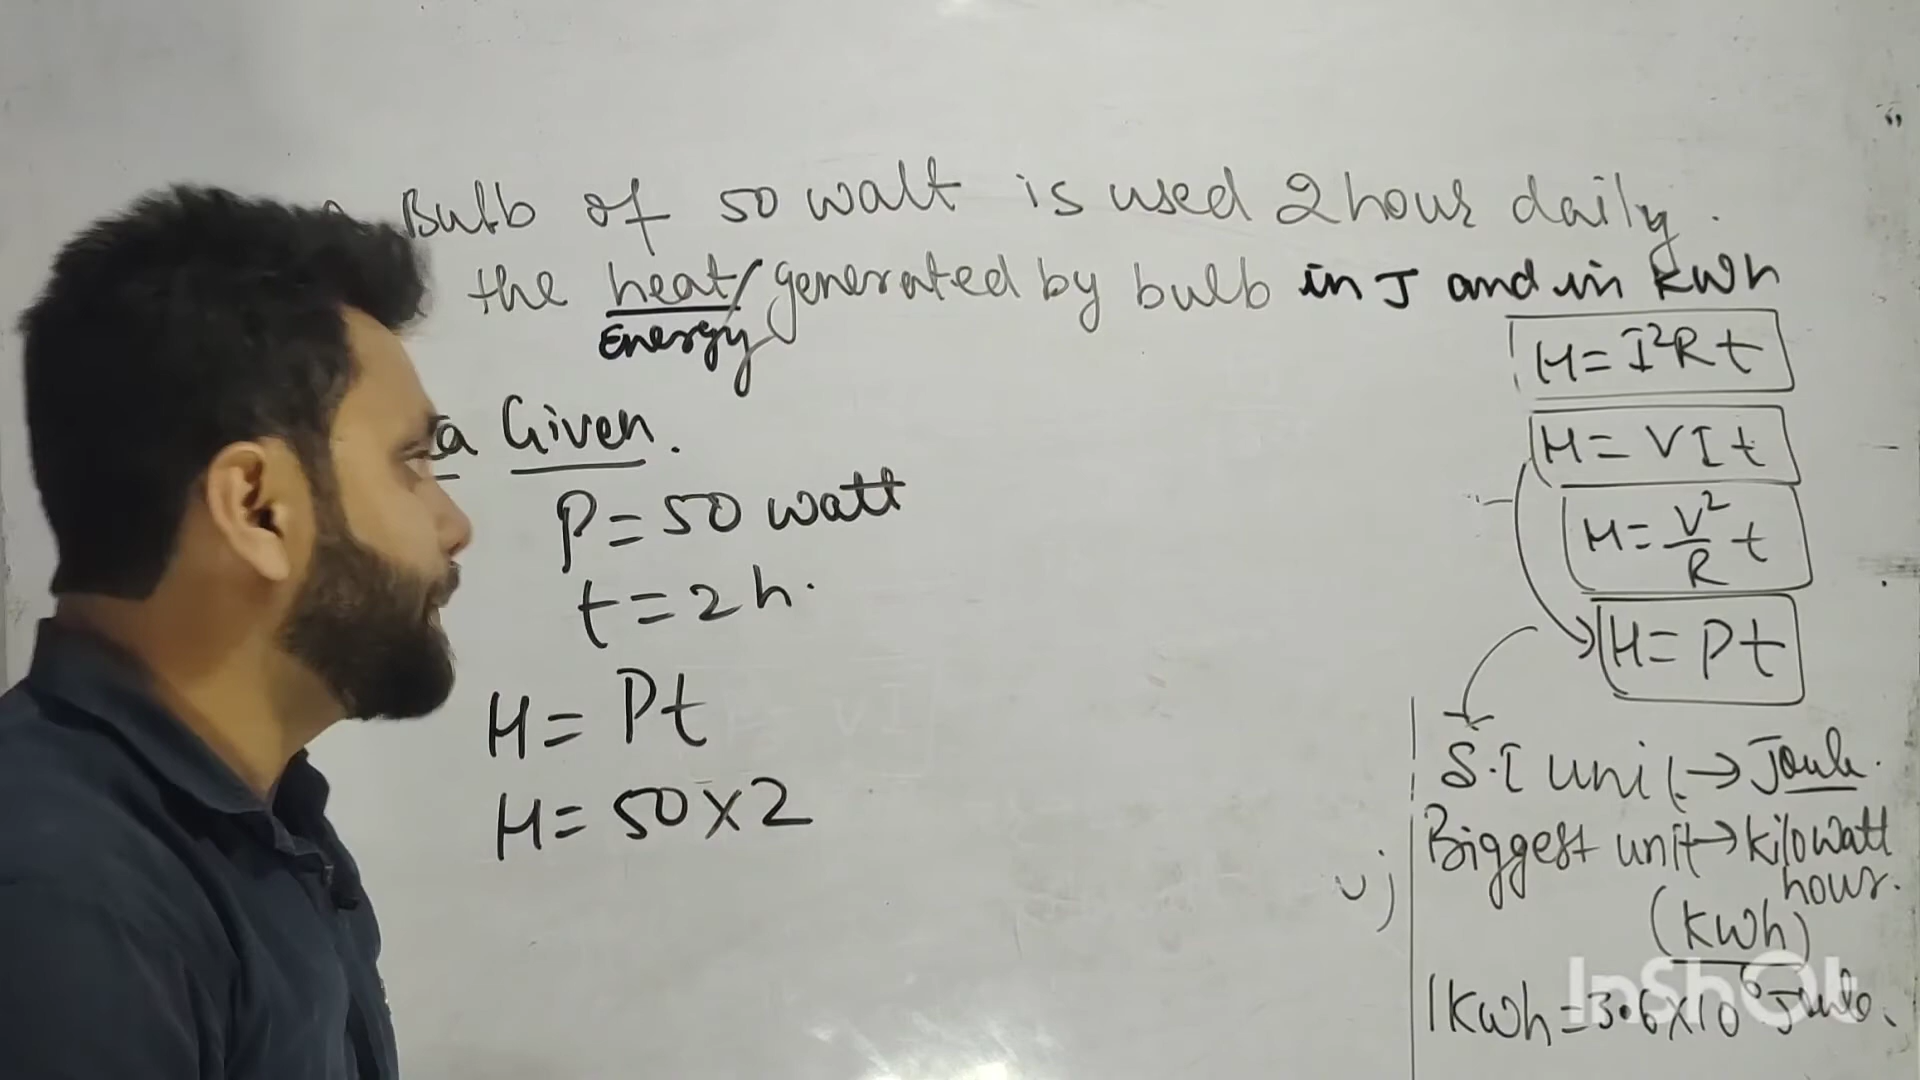 Bulb of 50 watt is used 2 hour daily.
the heat/ generated by bulb in J and in kwh
Energy
H = I²Rt
a Given.
H = VIt
P = 50 watt
H = V²/R t
t = 2 h.
H = Pt
H = Pt
S.I unit → Joule.
H = 50 × 2
Biggest unit → kilowatt
hour.
(kwh)
1 kwh = 3.6 × 10⁶ Joule.
InShOt